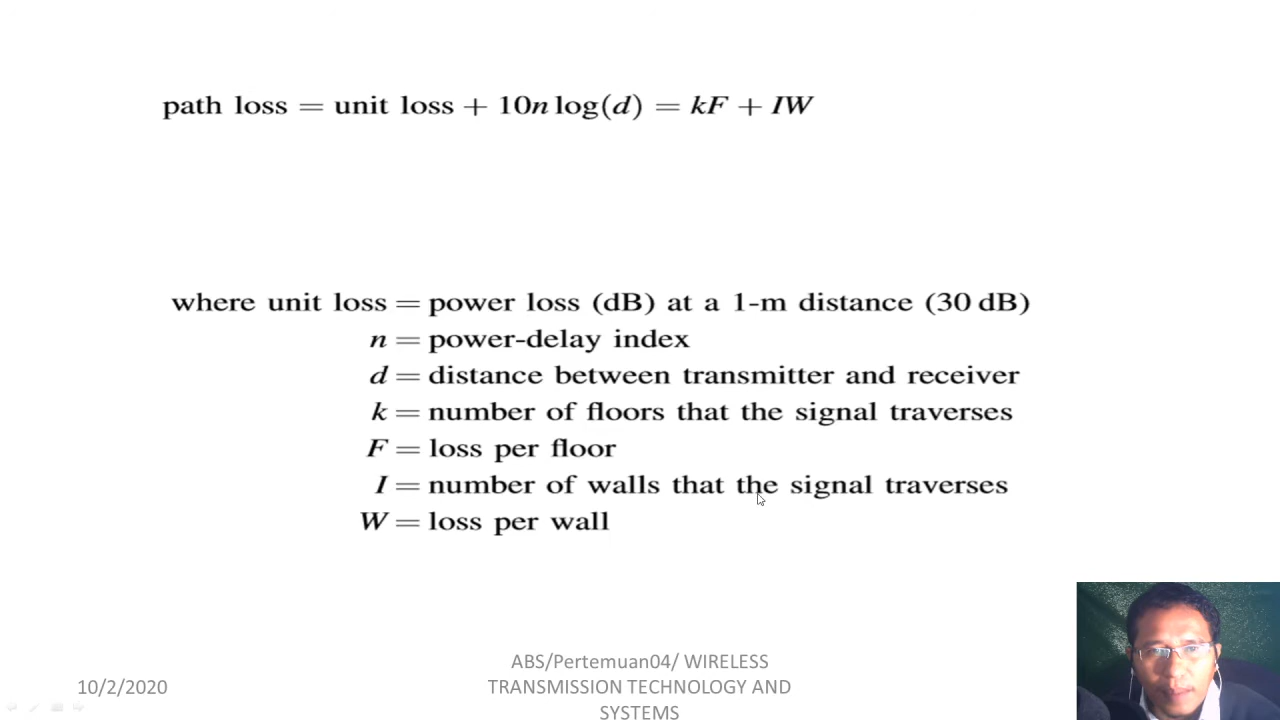 path loss = unit loss + 10n log(d) = kF + IW
where unit loss = power loss (dB) at a 1-m distance (30 dB)
n = power-delay index
d = distance between transmitter and receiver
k = number of floors that the signal traverses
F = loss per floor
I = number of walls that the signal traverses
W = loss per wall
10/2/2020
ABS/Pertemuan04/ WIRELESS
TRANSMISSION TECHNOLOGY AND
SYSTEMS